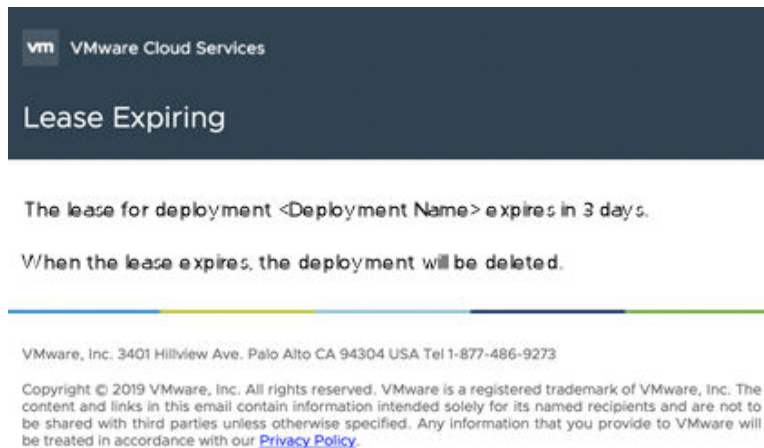 vm VMware Cloud Services
Lease Expiring
The lease for deployment <Deployment Name> expires in 3 days.
When the lease expires, the deployment will be deleted.
VMware, Inc. 3401 Hillview Ave. Palo Alto CA 94304 USA Tel 1-877-486-9273
Copyright © 2019 VMware, Inc. All rights reserved. VMware is a registered trademark of VMware, Inc. The
content and links in this email contain information intended solely for its named recipients and are not to
be shared with third parties unless otherwise specified. Any information that you provide to VMware will
be treated in accordance with our Privacy Policy.